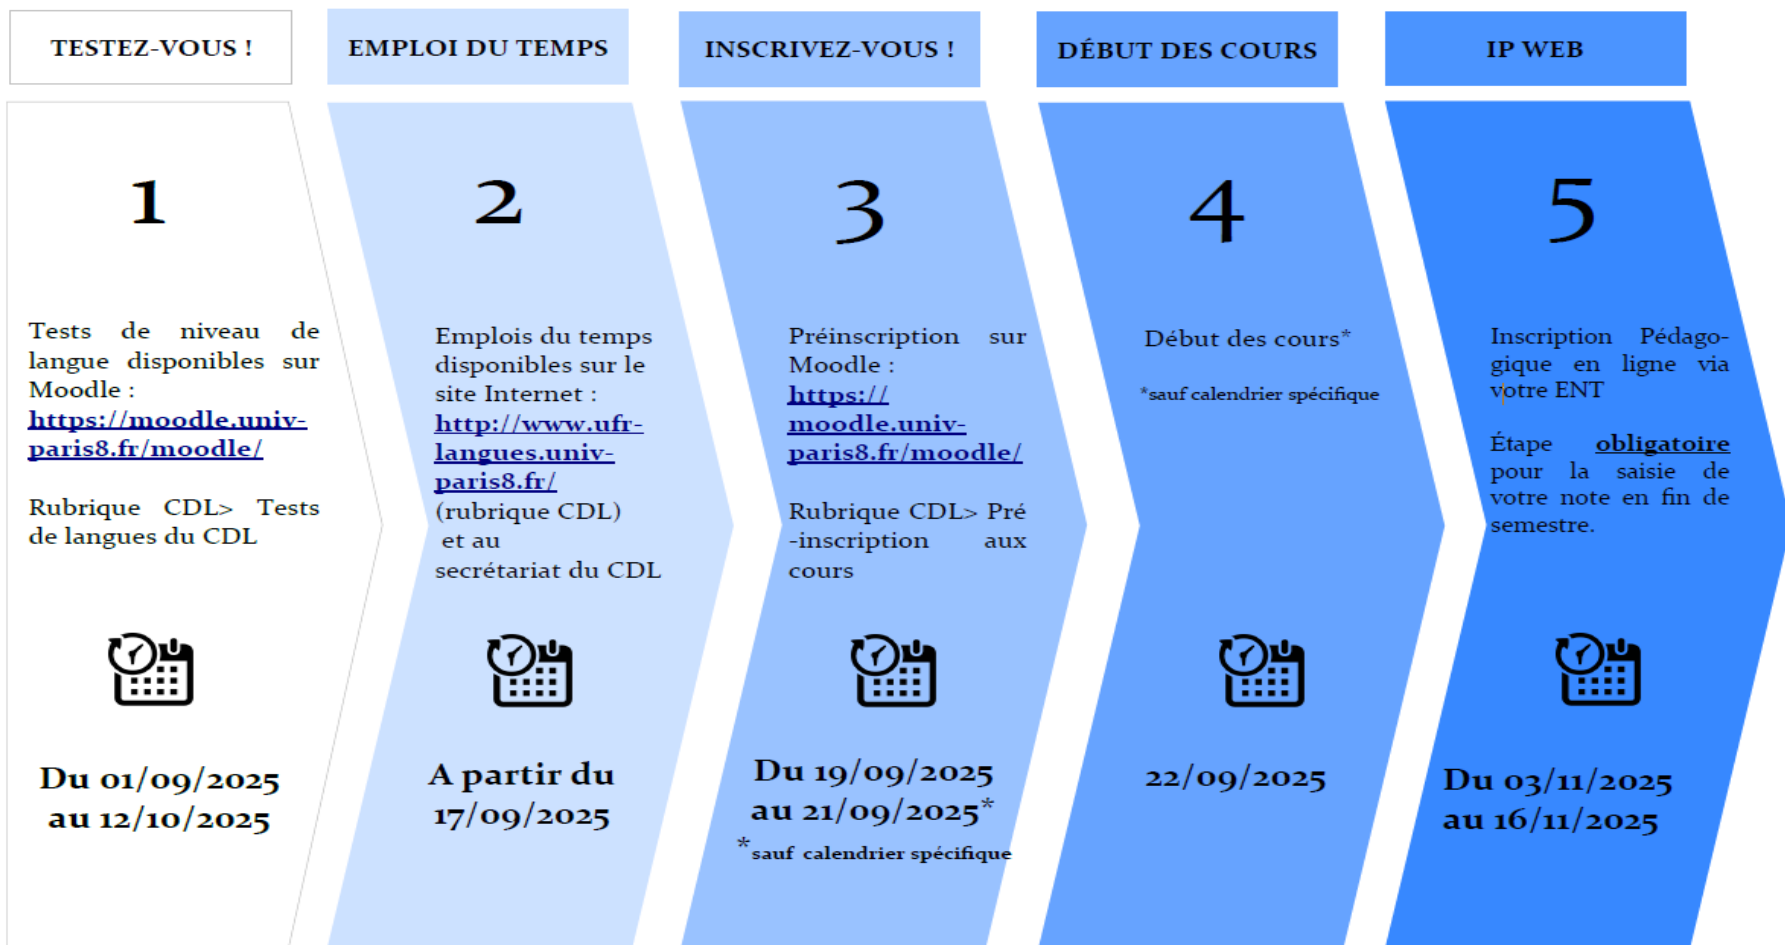 TESTEZ-VOUS !
1
Tests de niveau de
langue disponibles sur
Moodle :
https://moodle.univ-
paris8.fr/moodle/
Rubrique CDL> Tests
de langues du CDL
Du 01/09/2025
au 12/10/2025
EMPLOI DU TEMPS
2
Emplois du temps
disponibles sur le
site Internet :
http://www.ufr-
langues.univ-
paris8.fr/
(rubrique CDL)
et au
secrétariat du CDL
A partir du
17/09/2025
INSCRIVEZ-VOUS !
3
Préinscription sur
Moodle :
https://
moodle.univ-
paris8.fr/moodle/
Rubrique CDL> Pré
-inscription aux
cours
Du 19/09/2025
au 21/09/2025*
*sauf calendrier spécifique
DÉBUT DES COURS
4
Début des cours*
*sauf calendrier spécifique
22/09/2025
IP WEB
5
Inscription Pédago-
gique en ligne via
votre ENT
Étape obligatoire
pour la saisie de
votre note en fin de
semestre.
Du 03/11/2025
au 16/11/2025